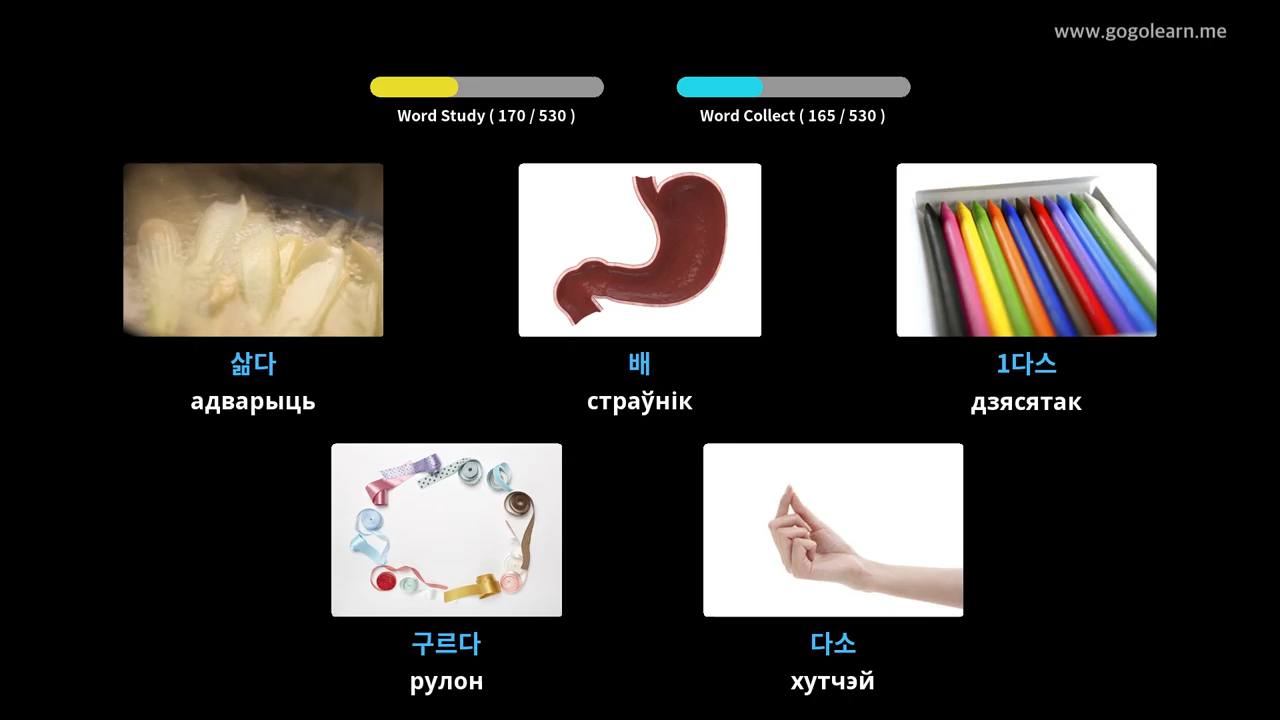 www.gogolearn.me
Word Study ( 170 / 530 )
Word Collect ( 165 / 530 )
삶다
адварыць
배
страўнік
1다스
дзясятак
구르다
рулон
다소
хутчэй